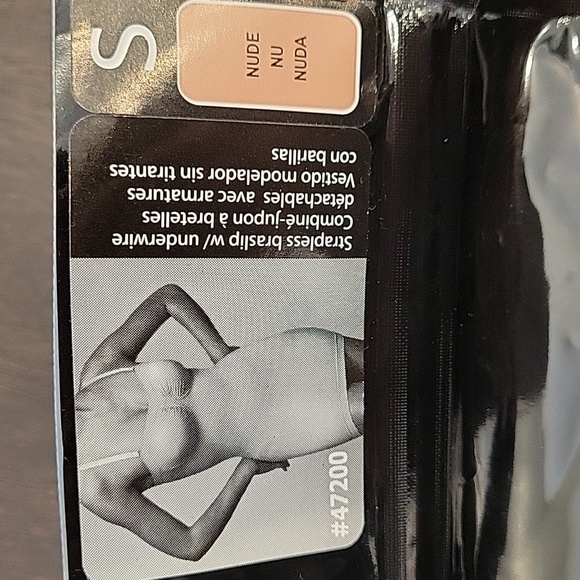 S
NUDE
NU
NUDA
Strapless braslip w/ underwire
Combiné-jupon à bretelles
détachables avec armatures
Vestido modelador sin tirantes
con barillas
#47200